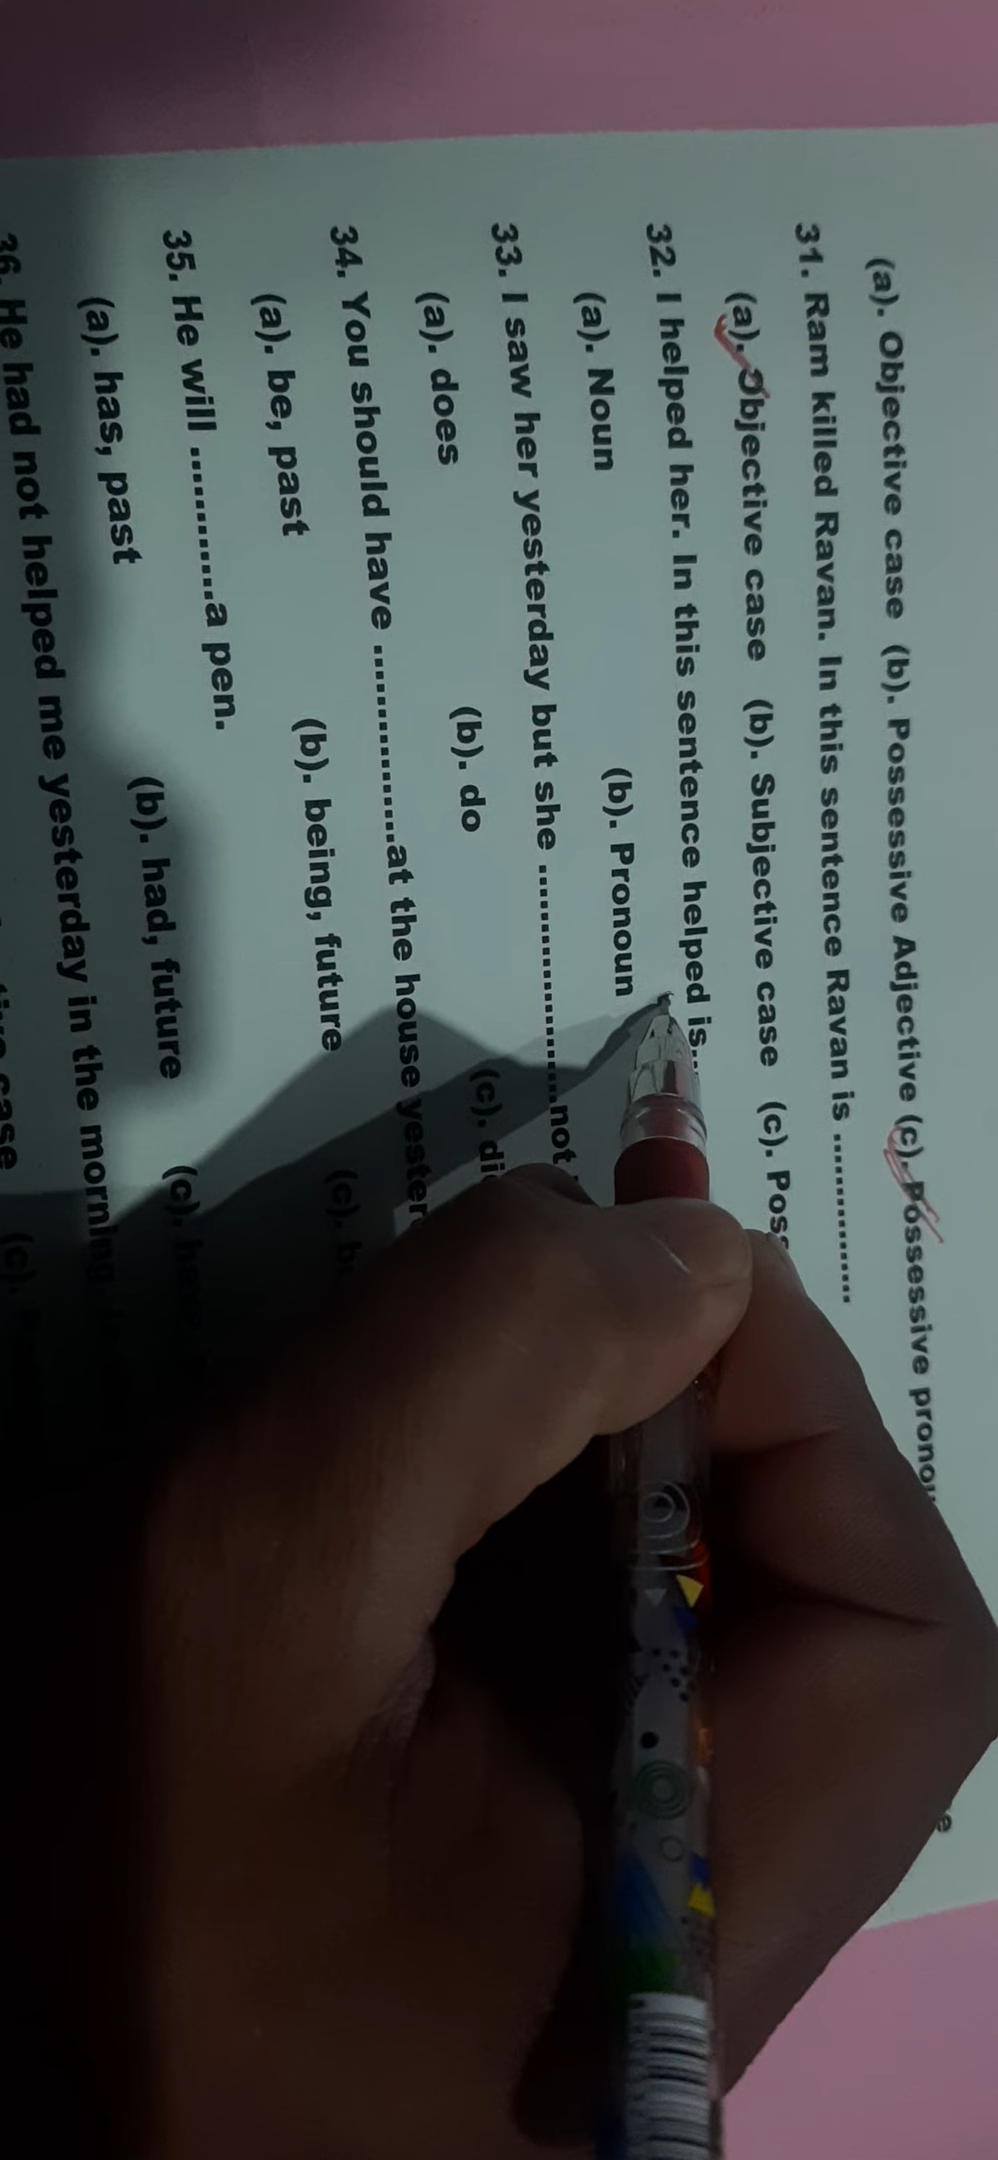 (a). Objective case (b). Possessive Adjective (c). Possessive
31. Ram killed Ravan. In this sentence Ravan is ...............
(a). Objective case (b). Subjective case (c).
32. I helped her. In this sentence helped is..
(a). Noun (b). Pronoun
33. I saw her yesterday but she ........................not
(a). does (b). do (c).
34. You should have ....................at the house
(a). be, past (b). being, future (c).
35. He will ..............a pen.
(a). has, past (b). had, future (c).
36. He had not helped me yesterday in the morning.
case (c).